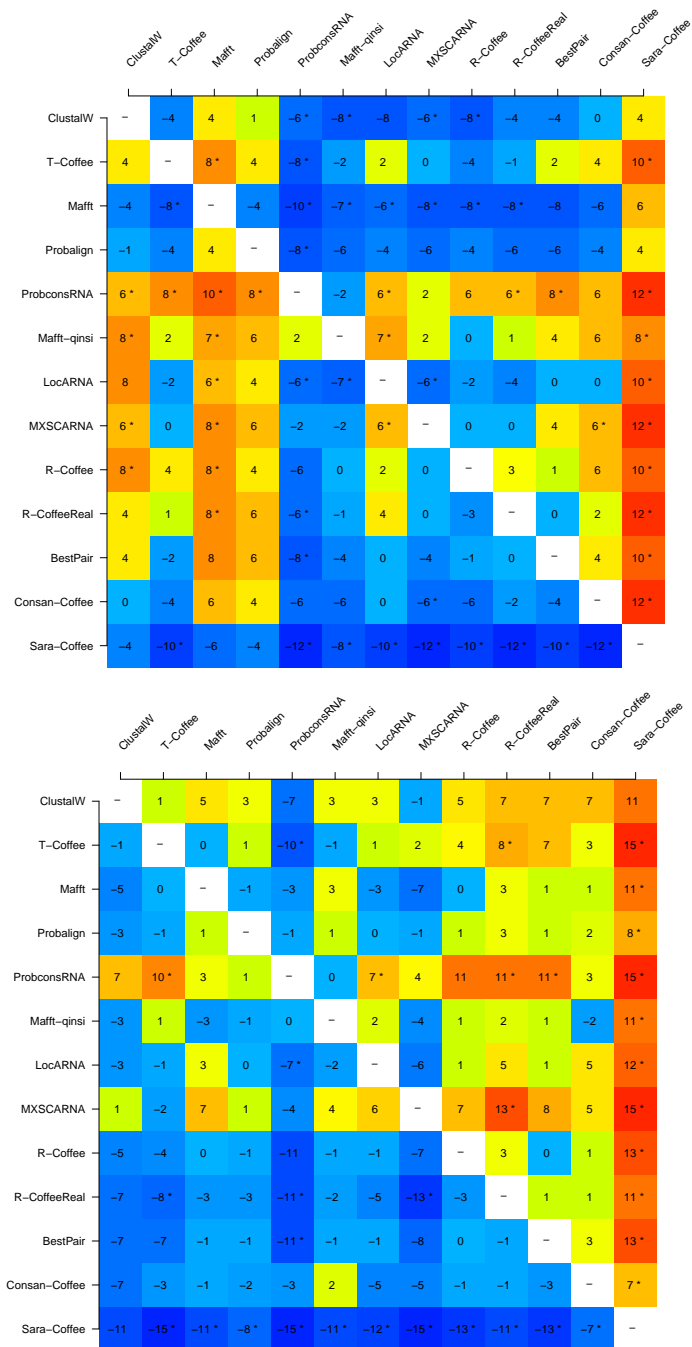 ClustalW T−Coffee Mafft Probalign ProbconsRNA Mafft−qinsi LocARNA MXSCARNA R−Coffee R−CoffeeReal BestPair Consan−Coffee Sara−Coffee
ClustalW − −4 4 1 −6 * −8 * −8 −6 * −8 * −4 −4 0 4
T−Coffee 4 − 8 * 4 −8 * −2 2 0 −4 −1 2 4 10 *
Mafft −4 −8 * − −4 −10 * −7 * −6 * −8 * −8 * −8 * −8 −6 6
Probalign −1 −4 4 − −8 * −6 −4 −6 −4 −6 −6 −4 4
ProbconsRNA 6 * 8 * 10 * 8 * − −2 6 * 2 6 6 * 8 * 6 12 *
Mafft−qinsi 8 * 2 7 * 6 2 − 7 * 2 0 1 4 6 8 *
LocARNA 8 −2 6 * 4 −6 * −7 * − −6 * −2 −4 0 0 10 *
MXSCARNA 6 * 0 8 * 6 −2 −2 6 * − 0 0 4 6 * 12 *
R−Coffee 8 * 4 8 * 4 −6 0 2 0 − 3 1 6 10 *
R−CoffeeReal 4 1 8 * 6 −6 * −1 4 0 −3 − 0 2 12 *
BestPair 4 −2 8 6 −8 * −4 0 −4 −1 0 − 4 10 *
Consan−Coffee 0 −4 6 4 −6 −6 0 −6 * −6 −2 −4 − 12 *
Sara−Coffee −4 −10 * −6 −4 −12 * −8 * −10 * −12 * −10 * −12 * −10 * −12 * −
ClustalW T−Coffee Mafft Probalign ProbconsRNA Mafft−qinsi LocARNA MXSCARNA R−Coffee R−CoffeeReal BestPair Consan−Coffee Sara−Coffee
ClustalW − 1 5 3 −7 3 3 −1 5 7 7 7 11
T−Coffee −1 − 0 1 −10 * −1 1 2 4 8 * 7 3 15 *
Mafft −5 0 − −1 −3 3 −3 −7 0 3 1 1 11 *
Probalign −3 −1 1 − −1 1 0 −1 1 3 1 2 8 *
ProbconsRNA 7 10 * 3 1 − 0 7 * 4 11 11 * 11 * 3 15 *
Mafft−qinsi −3 1 −3 −1 0 − 2 −4 1 2 1 −2 11 *
LocARNA −3 −1 3 0 −7 * −2 − −6 1 5 1 5 12 *
MXSCARNA 1 −2 7 1 −4 4 6 − 7 13 * 8 5 15 *
R−Coffee −5 −4 0 −1 −11 −1 −1 −7 − 3 0 1 13 *
R−CoffeeReal −7 −8 * −3 −3 −11 * −2 −5 −13 * −3 − 1 1 11 *
BestPair −7 −7 −1 −1 −11 * −1 −1 −8 0 −1 − 3 13 *
Consan−Coffee −7 −3 −1 −2 −3 2 −5 −5 −1 −1 −3 − 7 *
Sara−Coffee −11 −15 * −11 * −8 * −15 * −11 * −12 * −15 * −13 * −11 * −13 * −7 * −